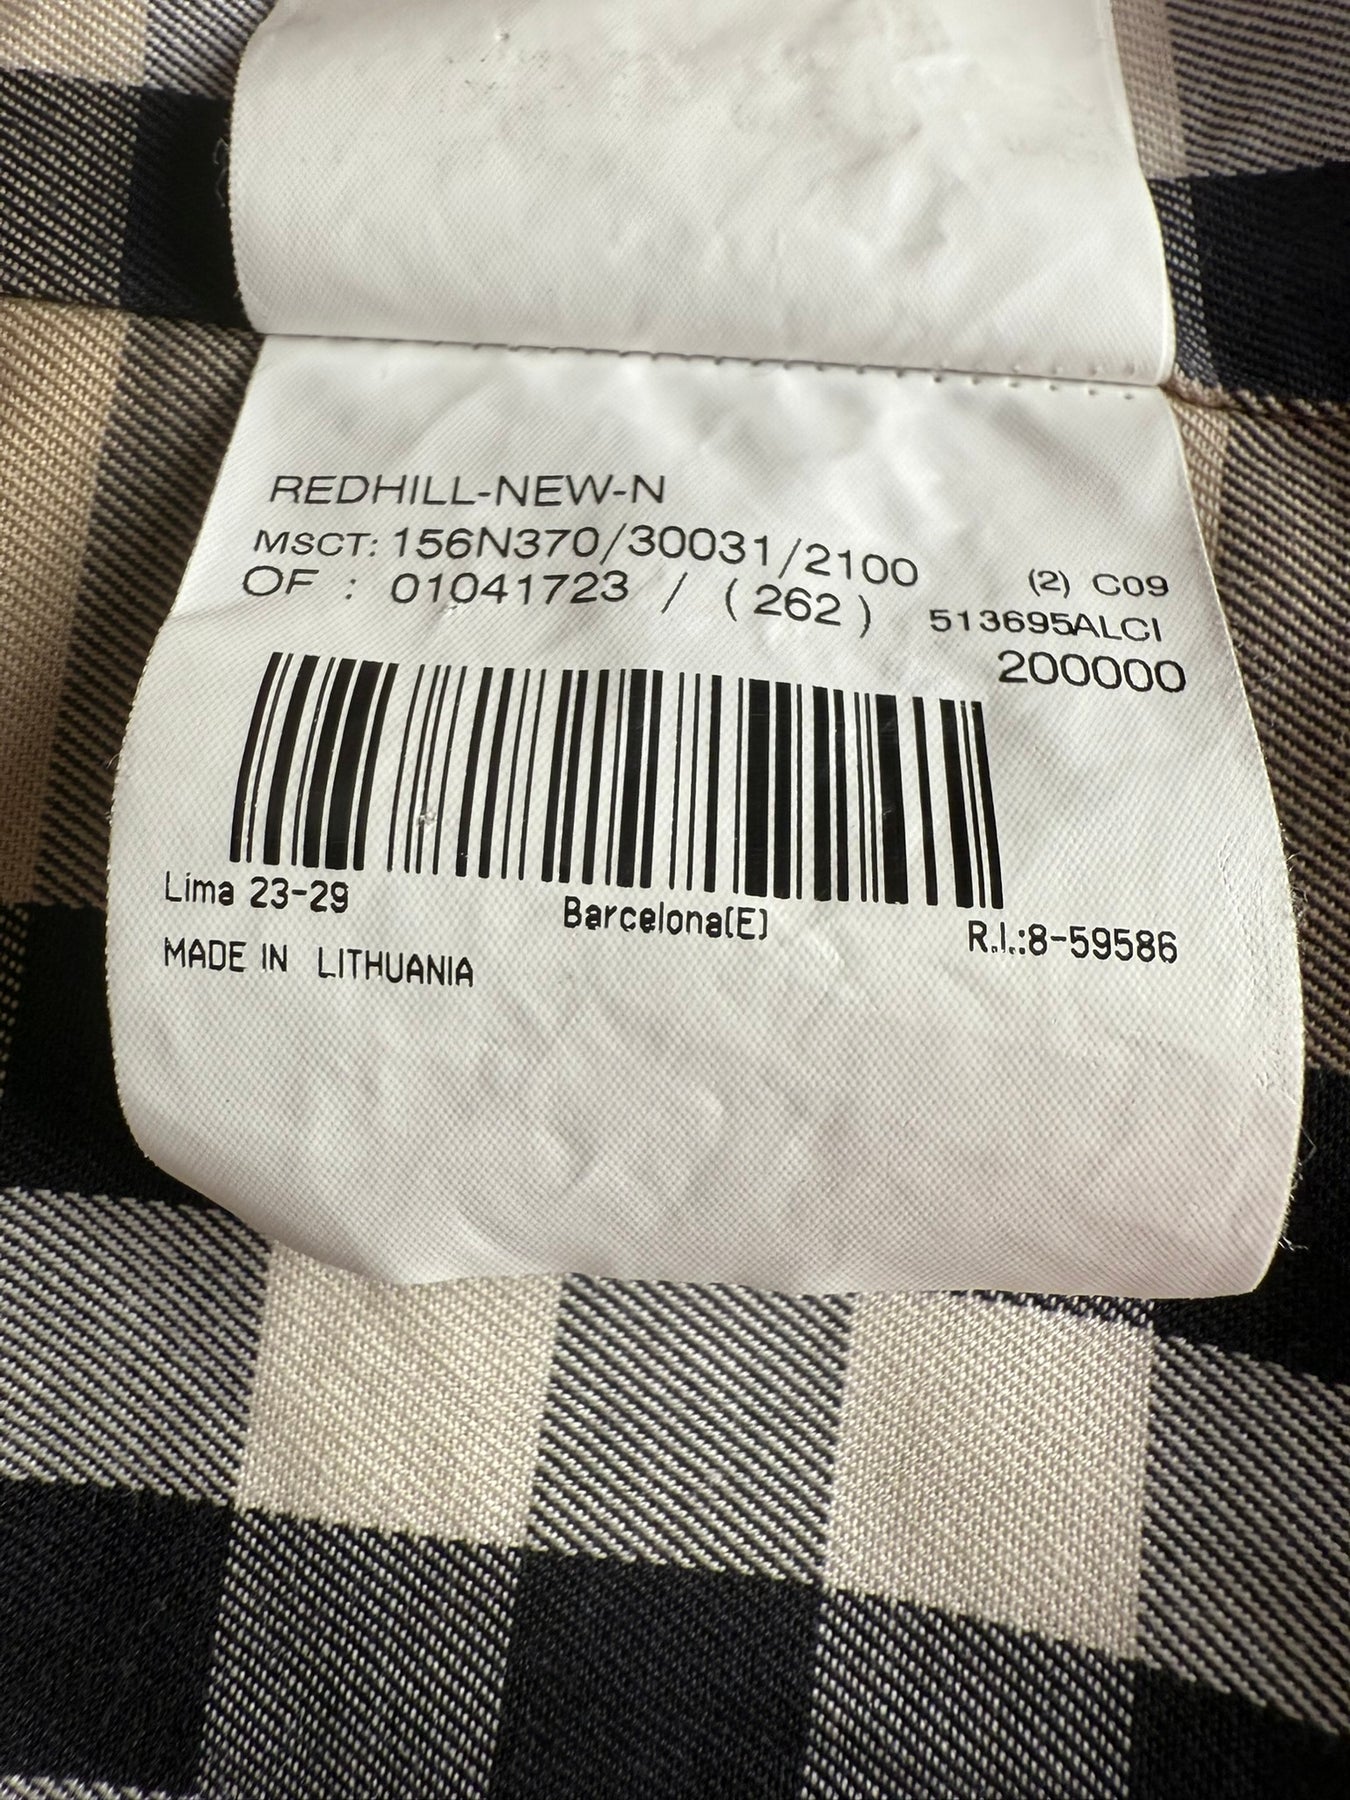 REDHILL-NEW-N
MSCT: 156N370/30031/2100
(2) C09
OF : 01041723 / (262)
513695ALCI
200000
Lima 23-29
Barcelona(E)
R.I.:8-59586
MADE IN LITHUANIA